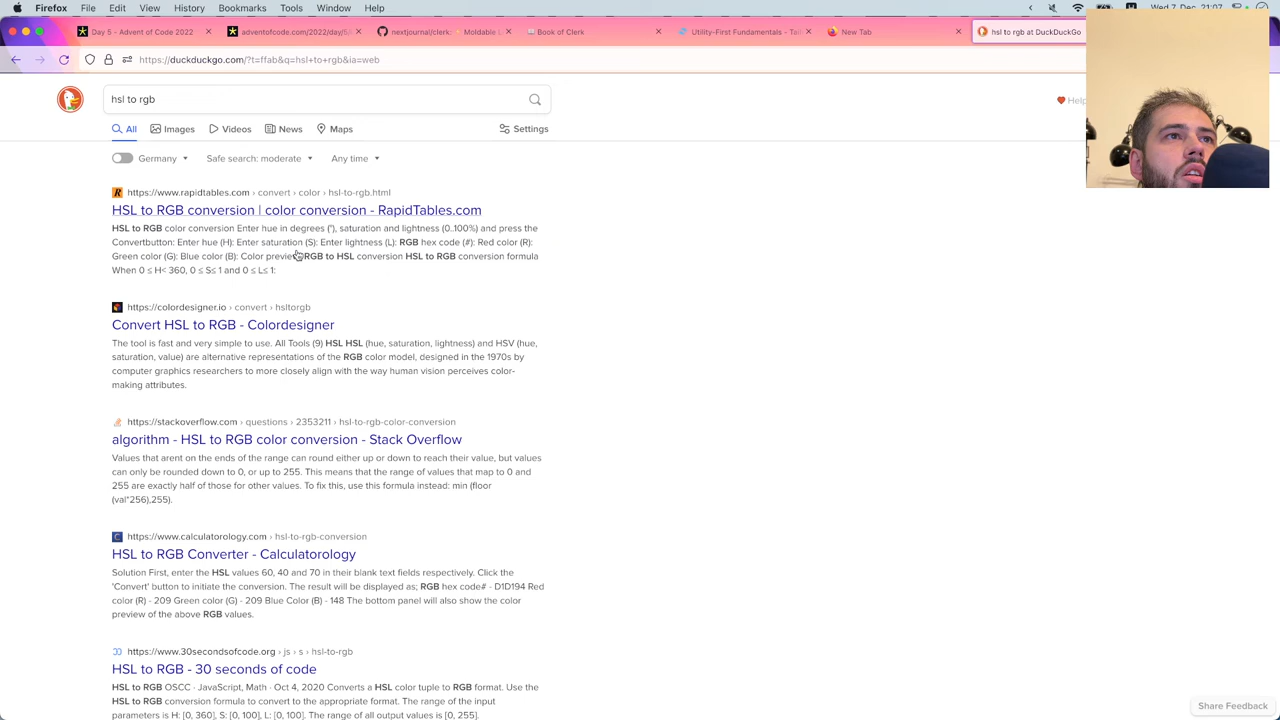 Firefox File Edit View History Bookmarks Tools Window Help
Wed 7. Dec 11:07
Day 5 - Advent of Code 2022
adventofcode.com/2022/day/5
nextjournal/clerk:
Moldable L
Book of Clerk
Utility-First Fundamentals - Tail
New Tab
hsl to rgb at DuckDuckGo
https://duckduckgo.com/?t=ffab&q=hsl+to+rgb&ia=web
hsl to rgb
Help
All Images Videos News Maps Settings
Germany Safe search: moderate Any time
https://www.rapidtables.com › convert › color › hsl-to-rgb.html
HSL to RGB conversion | color conversion - RapidTables.com
HSL to RGB color conversion Enter hue in degrees (°), saturation and lightness (0..100%) and press the
Convertbutton: Enter hue (H): Enter saturation (S): Enter lightness (L): RGB hex code (#): Red color (R):
Green color (G): Blue color (B): Color previe RGB to HSL conversion HSL to RGB conversion formula
When 0 ≤ H< 360, 0 ≤ S≤ 1 and 0 ≤ L≤ 1:
https://colordesigner.io › convert › hsltorgb
Convert HSL to RGB - Colordesigner
The tool is fast and very simple to use. All Tools (9) HSL HSL (hue, saturation, lightness) and HSV (hue,
saturation, value) are alternative representations of the RGB color model, designed in the 1970s by
computer graphics researchers to more closely align with the way human vision perceives color-
making attributes.
https://stackoverflow.com › questions › 2353211 › hsl-to-rgb-color-conversion
algorithm - HSL to RGB color conversion - Stack Overflow
Values that arent on the ends of the range can round either up or down to reach their value, but values
can only be rounded down to 0, or up to 255. This means that the range of values that map to 0 and
255 are exactly half of those for other values. To fix this, use this formula instead: min (floor
(val*256),255).
https://www.calculatorology.com › hsl-to-rgb-conversion
HSL to RGB Converter - Calculatorology
Solution First, enter the HSL values 60, 40 and 70 in their blank text fields respectively. Click the
'Convert' button to initiate the conversion. The result will be displayed as; RGB hex code# - D1D194 Red
color (R) - 209 Green color (G) - 209 Blue Color (B) - 148 The bottom panel will also show the color
preview of the above RGB values.
https://www.30secondsofcode.org › js › s › hsl-to-rgb
HSL to RGB - 30 seconds of code
HSL to RGB OSCC · JavaScript, Math · Oct 4, 2020 Converts a HSL color tuple to RGB format. Use the
HSL to RGB conversion formula to convert to the appropriate format. The range of the input
parameters is H: [0, 360], S: [0, 100], L: [0, 100]. The range of all output values is [0, 255].
Share Feedback